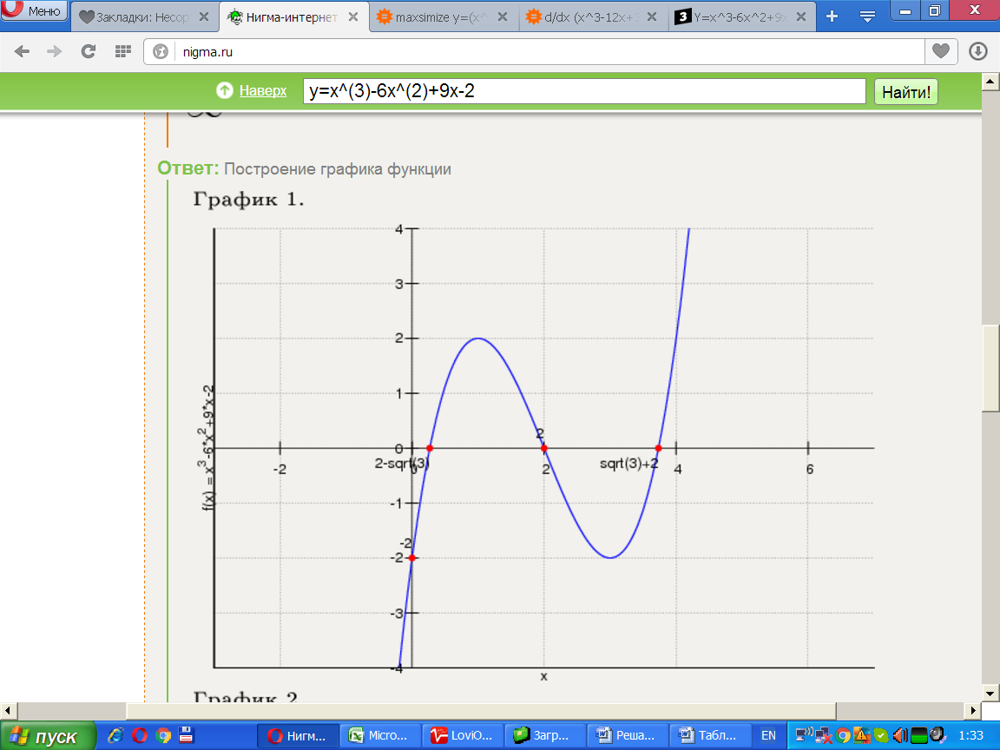 Меню
Закладки: Несор
Нигма-интернет
maxsimize y=(x^
d/dx (x^3-12x+3
Y=x^3-6x^2+9x
nigma.ru
Наверх
y=x^(3)-6x^(2)+9x-2
Найти!
Ответ: Построение графика функции
График 1.
4
3
2
1
0
-1
-2
-3
-4
f(x) = x^3-6*x^2+9*x-2
-2
0
2
4
6
2-sqrt(3)
2
sqrt(3)+2
-2
x
График 2
пуск
Нигм...
Micro...
LoviO...
Загр...
Реша...
Табл...
EN
1:33